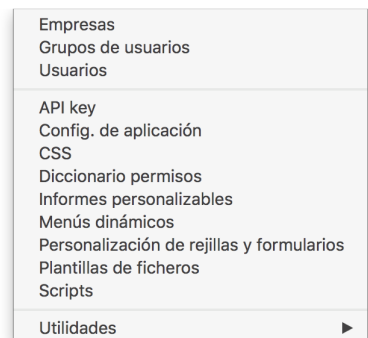 Empresas
Grupos de usuarios
Usuarios
API key
Config. de aplicación
CSS
Diccionario permisos
Informes personalizables
Menús dinámicos
Personalización de rejillas y formularios
Plantillas de ficheros
Scripts
Utilidades